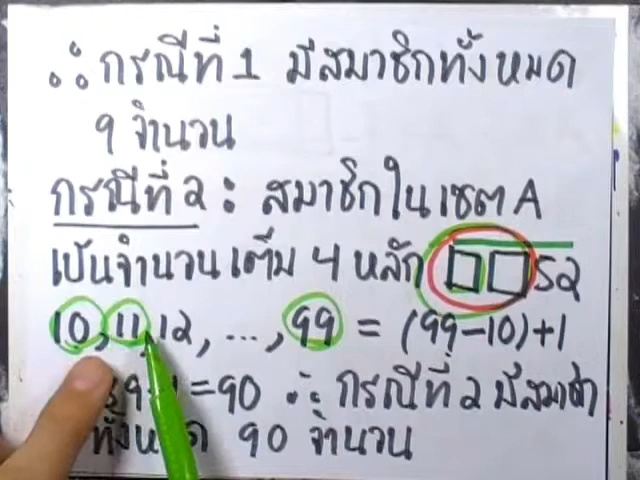 ∴ กรณีที่ 1 มีสมาชิกทั้งหมด
9 จำนวน
กรณีที่ 2 : สมาชิกในเซต A
เป็นจำนวนเต็ม 4 หลัก □□52
10, 11, 12, ..., 99 = (99-10)+1
=90 ∴ กรณีที่ 2 มีสมาชิก
ทั้งหมด 90 จำนวน